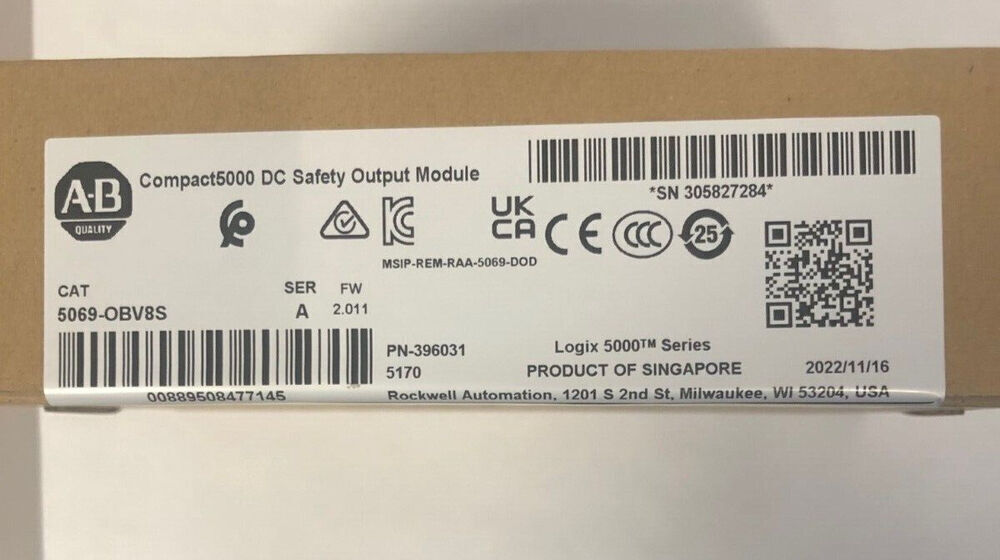 A-B
QUALITY
Compact5000 DC Safety Output Module
*SN 305827284*
UK
CA
CE
CCC
25
MSIP-REM-RAA-5069-DOD
CAT
5069-OBV8S
SER
A
FW
2.011
00889508477145
PN-396031
5170
Logix 5000™ Series
PRODUCT OF SINGAPORE
2022/11/16
Rockwell Automation, 1201 S 2nd St, Milwaukee, WI 53204, USA